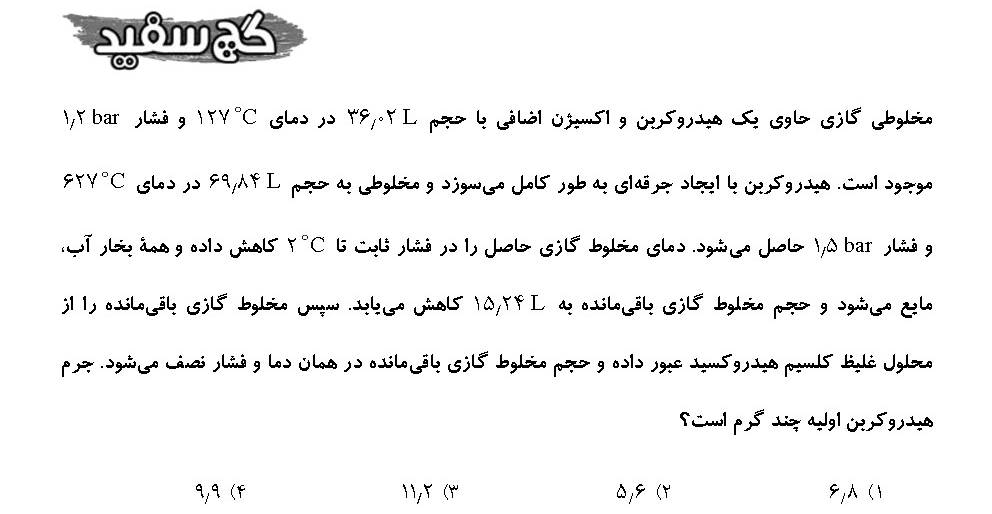 گچ سفید
مخلوطی گازی حاوی یک هیدروکربن و اکسیژن اضافی با حجم ۳۶٫۰۲ L در دمای ۱۲۷ °C و فشار ۱٫۲ bar
موجود است. هیدروکربن با ایجاد جرقه‌ای به طور کامل می‌سوزد و مخلوطی به حجم ۶۹٫۸۴ L در دمای ۶۲۷ °C
و فشار ۱٫۵ bar حاصل می‌شود. دمای مخلوط گازی حاصل را در فشار ثابت تا ۲ °C کاهش داده و همهٔ بخار آب،
مایع می‌شود و حجم مخلوط گازی باقی‌مانده به ۱۵٫۲۴ L کاهش می‌یابد. سپس مخلوط گازی باقی‌مانده را از
محلول غلیظ کلسیم هیدروکسید عبور داده و حجم مخلوط گازی باقی‌مانده در همان دما و فشار نصف می‌شود. جرم
هیدروکربن اولیه چند گرم است؟
۱) ۶٫۸ ۲) ۵٫۶ ۳) ۱۱٫۲ ۴) ۹٫۹